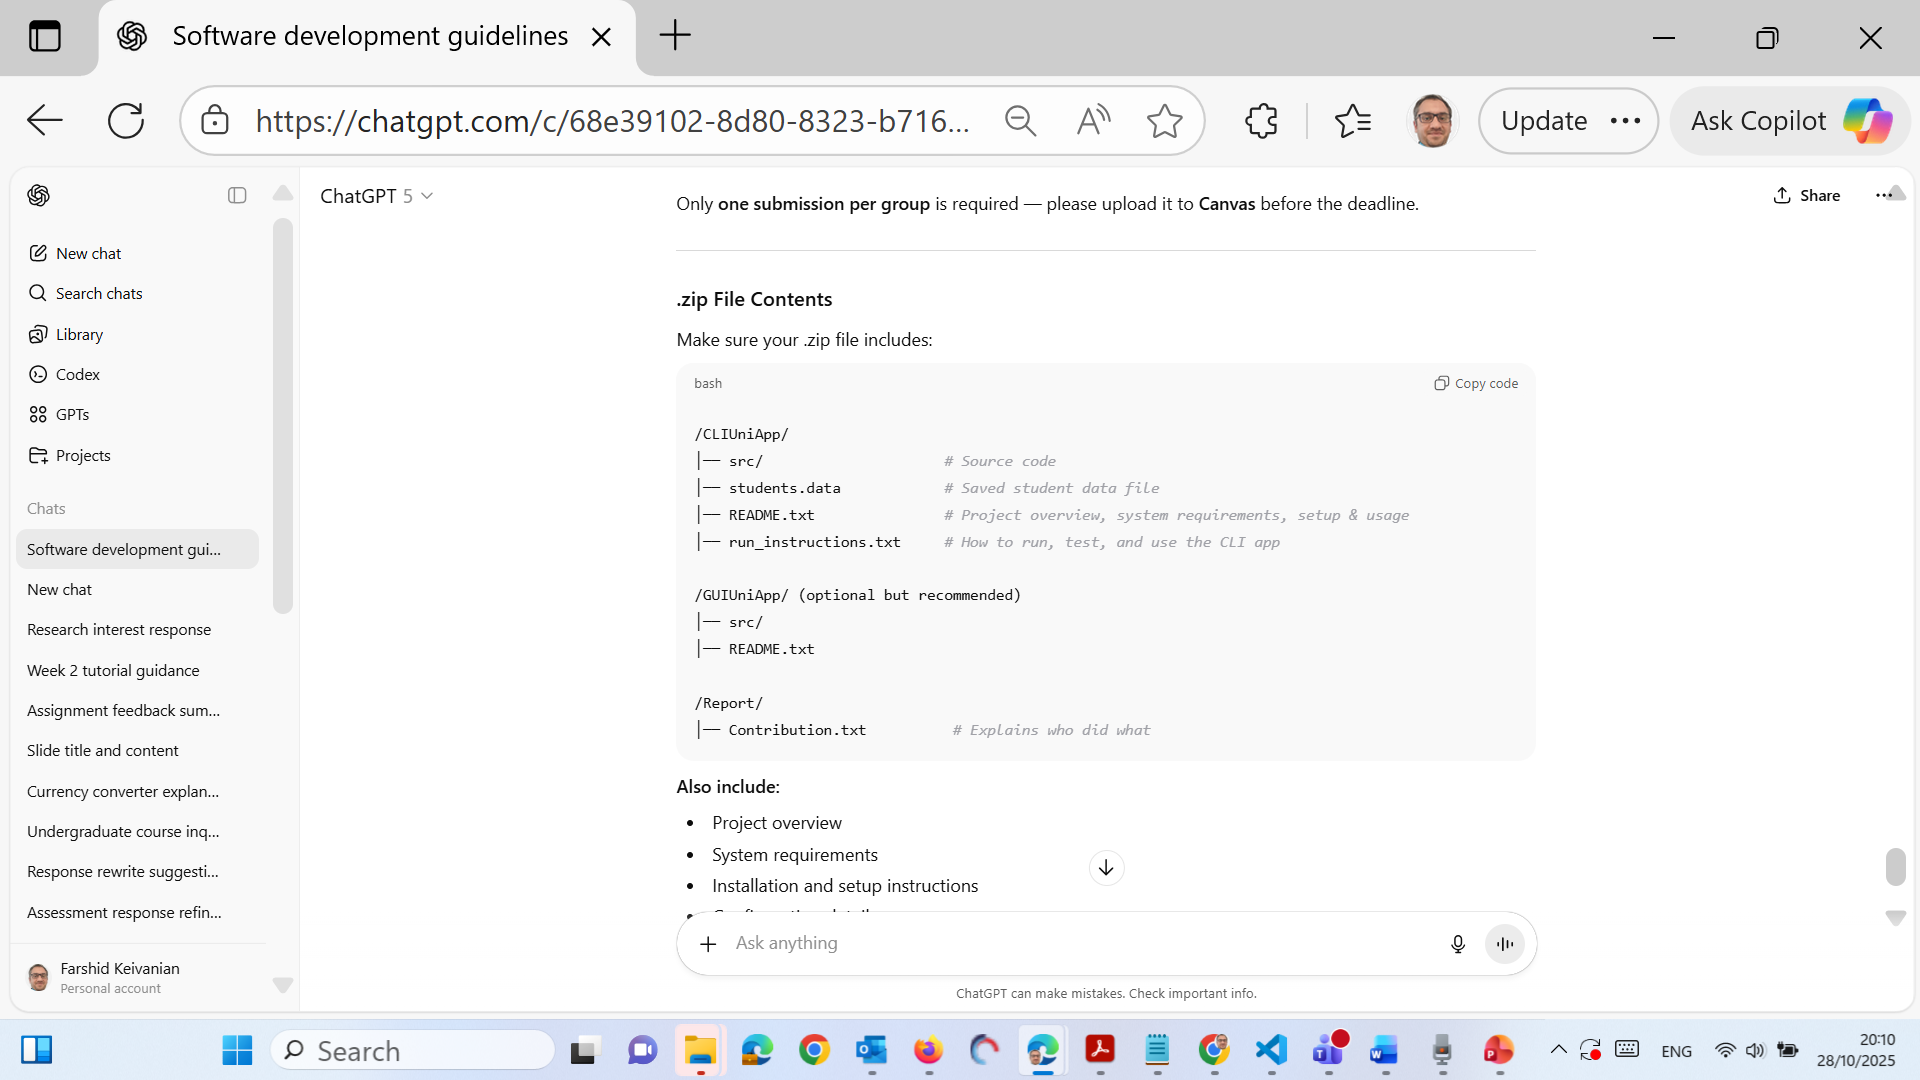 Software development guidelines
https://chatgpt.com/c/68e39102-8d80-8323-b716...
Update
Ask Copilot
ChatGPT 5
Share
New chat
Search chats
Library
Codex
GPTs
Projects
Chats
Software development gui...
New chat
Research interest response
Week 2 tutorial guidance
Assignment feedback sum...
Slide title and content
Currency converter explan...
Undergraduate course inq...
Response rewrite suggesti...
Assessment response refin...
Farshid Keivanian
Personal account
Only one submission per group is required — please upload it to Canvas before the deadline.
.zip File Contents
Make sure your .zip file includes:
bash
Copy code
/CLIUniApp/
│── src/ # Source code
│── students.data # Saved student data file
│── README.txt # Project overview, system requirements, setup & usage
│── run_instructions.txt # How to run, test, and use the CLI app
/GUIUniApp/ (optional but recommended)
│── src/
│── README.txt
/Report/
│── Contribution.txt # Explains who did what
Also include:
• Project overview
• System requirements
• Installation and setup instructions
Ask anything
ChatGPT can make mistakes. Check important info.
Search
ENG
20:10
28/10/2025